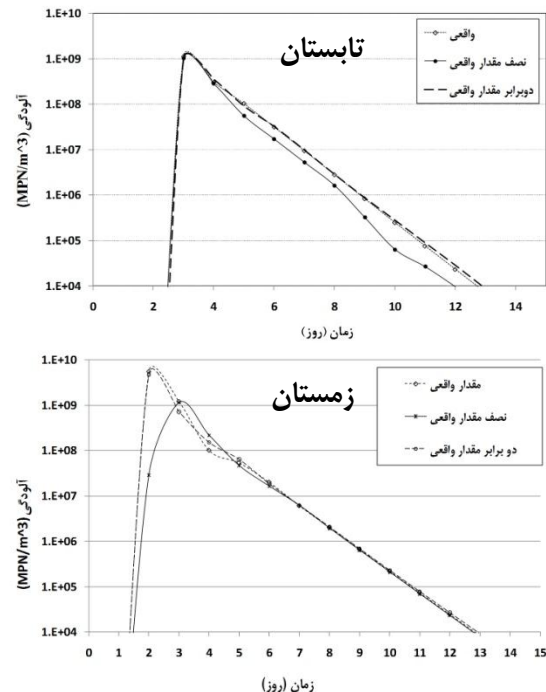 1.E+10
1.E+09
1.E+08
1.E+07
1.E+06
1.E+05
1.E+04
آلودگی (MPN/m^3)
تابستان
واقعی
نصف مقدار واقعی
دوبرابر مقدار واقعی
0 2 4 6 8 10 12 14
زمان (روز)
1.E+10
1.E+09
1.E+08
1.E+07
1.E+06
1.E+05
1.E+04
آلودگی (MPN/m^3)
زمستان
مقدار واقعی
نصف مقدار واقعی
دو برابر مقدار واقعی
0 1 2 3 4 5 6 7 8 9 10 11 12 13 14 15
زمان (روز)